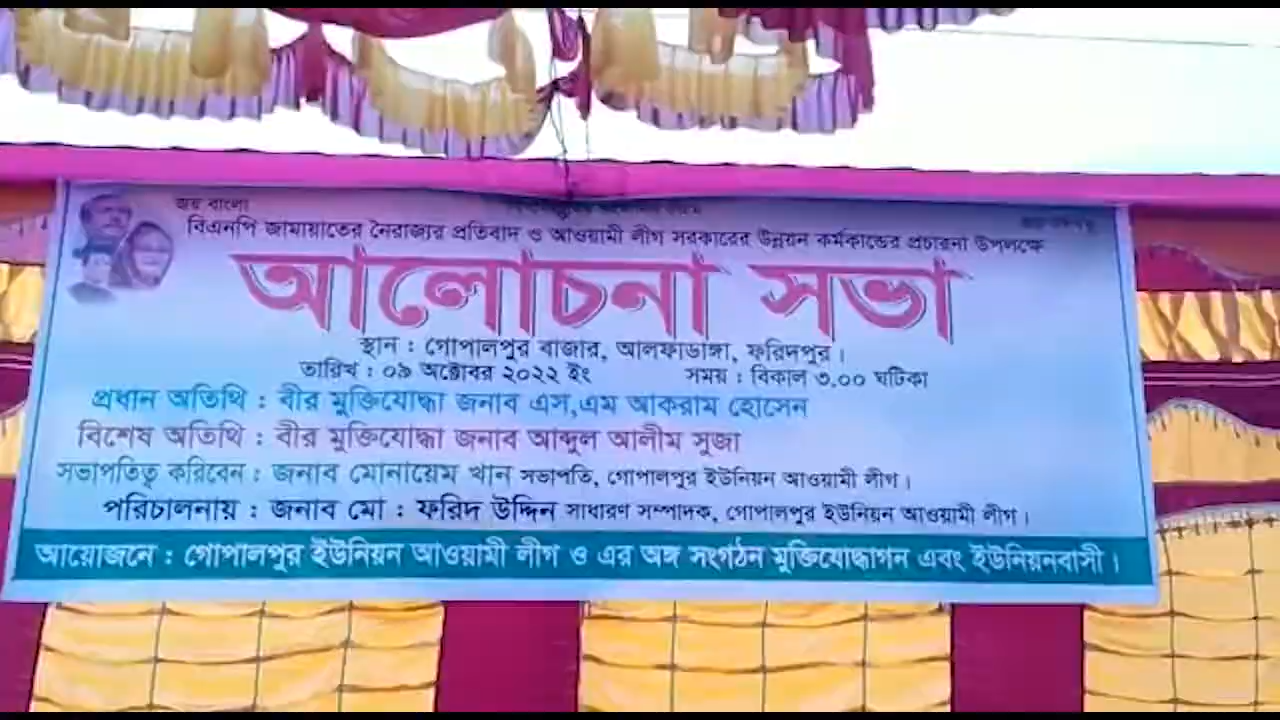 জয় বাংলা
বিএনপি জামায়াতের নৈরাজ্যর প্রতিবাদ ও আওয়ামী লীগ সরকারের উন্নয়ন কর্মকান্ডের প্রচারনা উপলক্ষে
আলোচনা সভা
স্থান : গোপালপুর বাজার, আলফাডাঙ্গা, ফরিদপুর।
তারিখ : ০৯ অক্টোবর ২০২২ ইং সময় : বিকাল ৩.০০ ঘটিকা
প্রধান অতিথি : বীর মুক্তিযোদ্ধা জনাব এস,এম আকরাম হোসেন
বিশেষ অতিথি : বীর মুক্তিযোদ্ধা জনাব আব্দুল আলীম সুজা
সভাপতিত্ব করিবেন : জনাব মোনায়েম খান সভাপতি, গোপালপুর ইউনিয়ন আওয়ামী লীগ।
পরিচালনায় : জনাব মো : ফরিদ উদ্দিন সাধারণ সম্পাদক, গোপালপুর ইউনিয়ন আওয়ামী লীগ।
আয়োজনে : গোপালপুর ইউনিয়ন আওয়ামী লীগ ও এর অঙ্গ সংগঠন মুক্তিযোদ্ধাগন এবং ইউনিয়নবাসী।